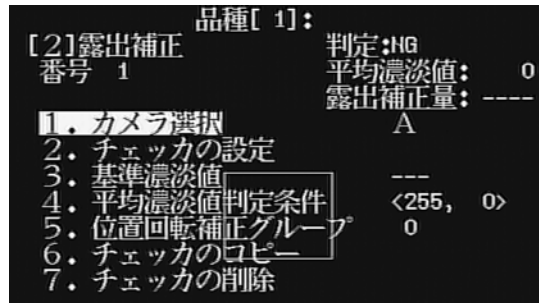 品種[ 1]:
[2]露出補正 判定:NG
番号 1 平均濃淡値: 0
露出補正量:----
1. カメラ選択 A
2. チェッカの設定
3. 基準濃淡値 ---
4. 平均濃淡値判定条件 <255, 0>
5. 位置回転補正グループ 0
6. チェッカのコピー
7. チェッカの削除